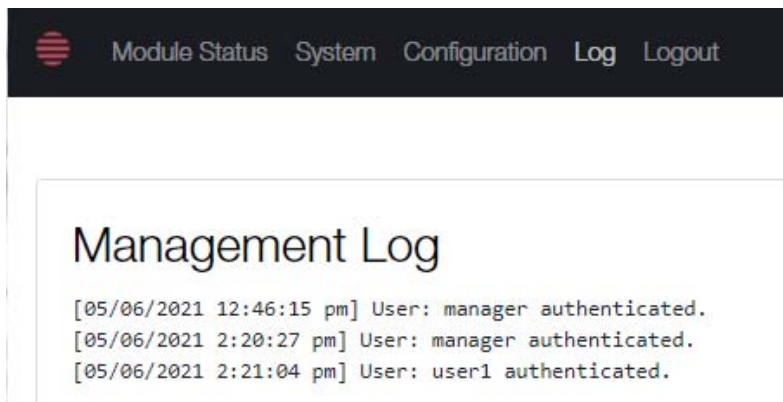 Module Status System Configuration Log Logout
Management Log
[05/06/2021 12:46:15 pm] User: manager authenticated.
[05/06/2021 2:20:27 pm] User: manager authenticated.
[05/06/2021 2:21:04 pm] User: user1 authenticated.